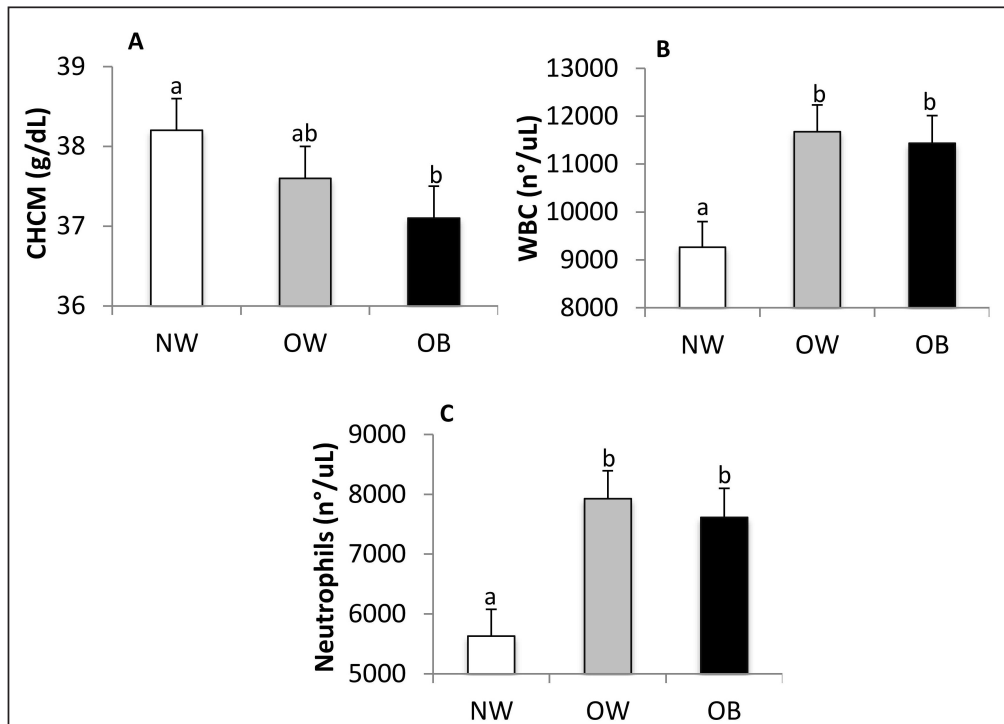 A
CHCM (g/dL)
39
38
37
36
a
ab
b
NW OW OB
B
WBC (n°/uL)
13000
12000
11000
10000
9000
8000
a
b
b
NW OW OB
C
Neutrophils (n°/uL)
9000
8000
7000
6000
5000
a
b
b
NW OW OB